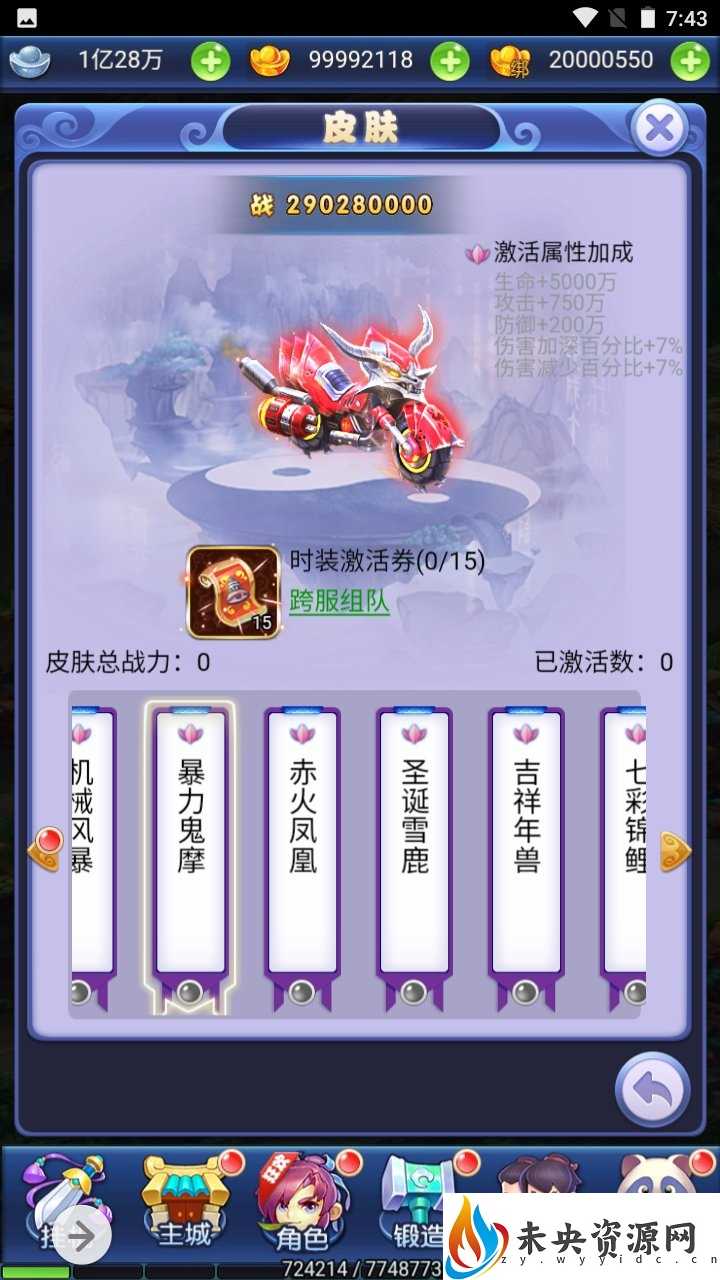 7:43
1亿28万
99992118
绑
20000550
皮肤
战 290280000
激活属性加成
生命+5000万
攻击+750万
防御+200万
伤害加深百分比+7%
伤害减少百分比+7%
时装激活券(0/15)
15
跨服组队
皮肤总战力：0
已激活数：0
机械风暴
暴力鬼摩
赤火凤凰
圣诞雪鹿
吉祥年兽
七彩锦鲤
主城
角色
锻造
724214/7748773
未央资源网
zy.wyyidc.cn